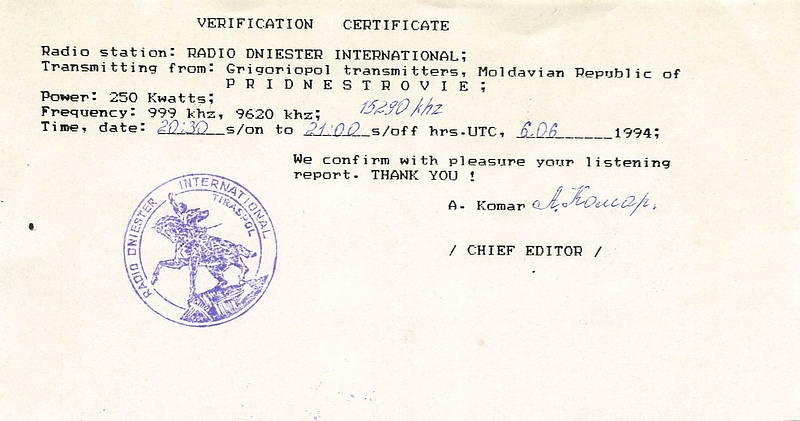 VERIFICATION CERTIFICATE
Radio station: RADIO DNIESTER INTERNATIONAL;
Transmitting from: Grigoriopol transmitters, Moldavian Republic of
P R I D N E S T R O V I E ;
Power: 250 Kwatts;
Frequency: 999 khz, 9620 khz; 15290 khz
Time, date: 20:30 s/on to 21:00 s/off hrs.UTC, 6.06 1994;
We confirm with pleasure your listening
report. THANK YOU !
A. Komar А.Комар.
/ CHIEF EDITOR /
RADIO DNIESTER INTERNATIONAL
TIRASPOL